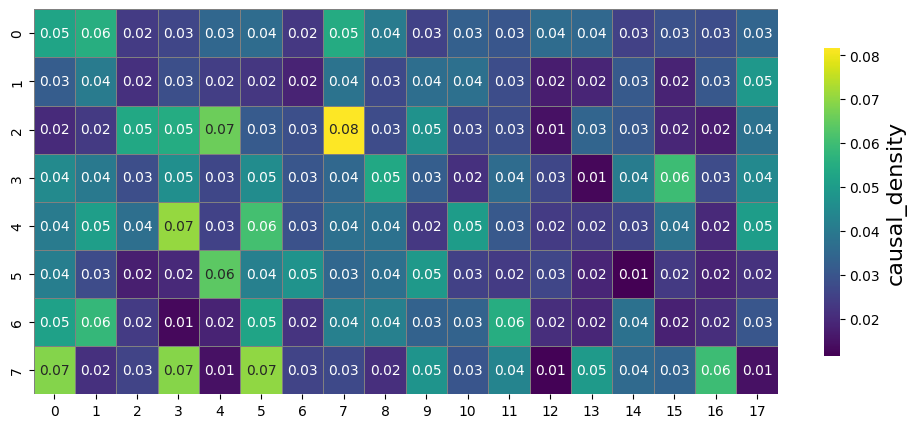 0 0.05 0.06 0.02 0.03 0.03 0.04 0.02 0.05 0.04 0.03 0.03 0.03 0.04 0.04 0.03 0.03 0.03 0.03
1 0.03 0.04 0.02 0.03 0.02 0.02 0.02 0.04 0.03 0.04 0.04 0.03 0.02 0.02 0.03 0.02 0.03 0.05
2 0.02 0.02 0.05 0.05 0.07 0.03 0.03 0.08 0.03 0.05 0.03 0.03 0.01 0.03 0.03 0.02 0.02 0.04
3 0.04 0.04 0.03 0.05 0.03 0.05 0.03 0.04 0.05 0.03 0.02 0.04 0.03 0.01 0.04 0.06 0.03 0.04
4 0.04 0.05 0.04 0.07 0.03 0.06 0.03 0.04 0.04 0.02 0.05 0.03 0.02 0.02 0.03 0.04 0.02 0.05
5 0.04 0.03 0.02 0.02 0.06 0.04 0.05 0.03 0.04 0.05 0.03 0.02 0.03 0.02 0.01 0.02 0.02 0.02
6 0.05 0.06 0.02 0.01 0.02 0.05 0.02 0.04 0.04 0.03 0.03 0.06 0.02 0.02 0.04 0.02 0.02 0.03
7 0.07 0.02 0.03 0.07 0.01 0.07 0.03 0.03 0.02 0.05 0.03 0.04 0.01 0.05 0.04 0.03 0.06 0.01
0 1 2 3 4 5 6 7 8 9 10 11 12 13 14 15 16 17
0.08
0.07
0.06
0.05
0.04
0.03
0.02
causal_density